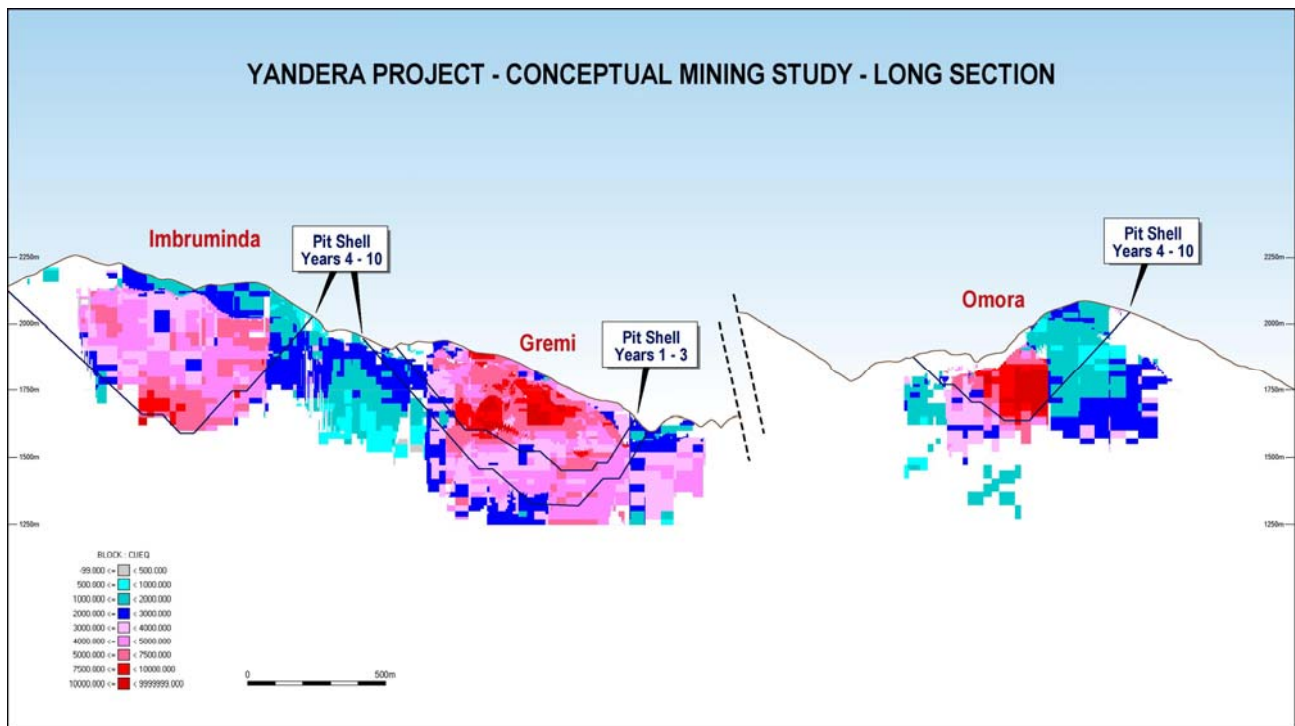 YANDERA PROJECT - CONCEPTUAL MINING STUDY - LONG SECTION
Imbruminda
Pit Shell
Years 4 - 10
Gremi
Pit Shell
Years 1 - 3
Omora
Pit Shell
Years 4 - 10
2250m
2000m
1750m
1500m
1250m
2250m
2000m
1750m
1500m
1250m
BLOCK : CUEQ
-99.000 <= < 500.000
500.000 <= < 1000.000
1000.000 <= < 2000.000
2000.000 <= < 3000.000
3000.000 <= < 4000.000
4000.000 <= < 5000.000
5000.000 <= < 7500.000
7500.000 <= < 10000.000
10000.000 <= < 9999999.000
0 500m